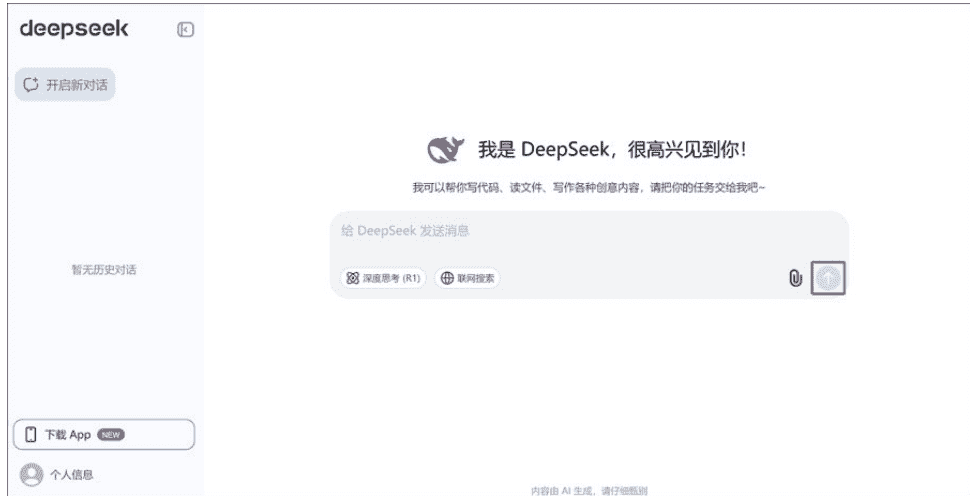 deepseek
开启新对话
暂无历史对话
下载 App NEW
个人信息
我是 DeepSeek，很高兴见到你！
我可以帮你写代码、读文件、写作各种创意内容，请把你的任务交给我吧~
给 DeepSeek 发送消息
深度思考 (R1) 联网搜索
内容由 AI 生成，请仔细甄别